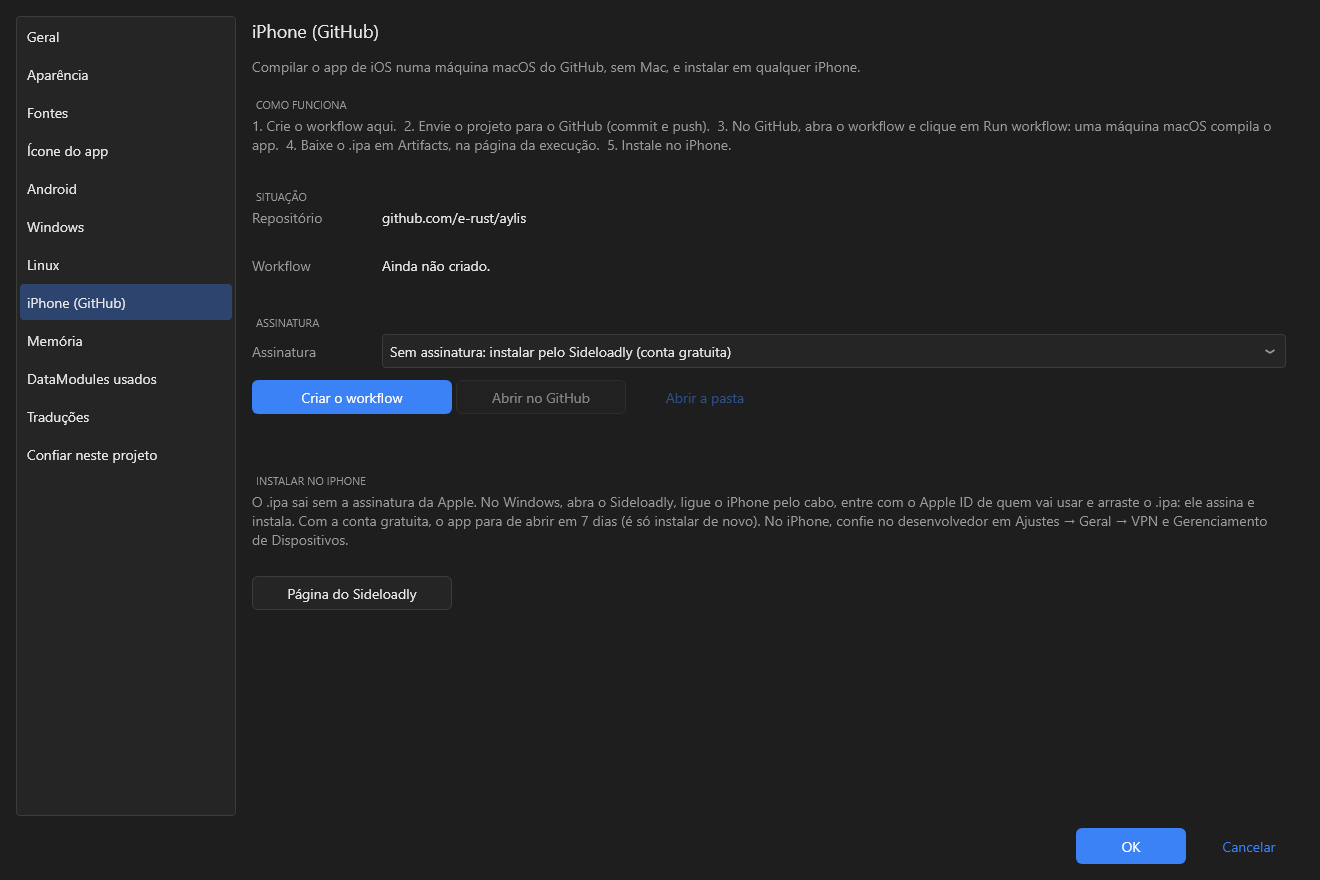 Geral
Aparência
Fontes
Ícone do app
Android
Windows
Linux
iPhone (GitHub)
Memória
DataModules usados
Traduções
Confiar neste projeto
iPhone (GitHub)
Compilar o app de iOS numa máquina macOS do GitHub, sem Mac, e instalar em qualquer iPhone.
COMO FUNCIONA
1. Crie o workflow aqui.  2. Envie o projeto para o GitHub (commit e push).  3. No GitHub, abra o workflow e clique em Run workflow: uma máquina macOS compila o
app.  4. Baixe o .ipa em Artifacts, na página da execução.  5. Instale no iPhone.
SITUAÇÃO
Repositório github.com/e-rust/aylis
Workflow Ainda não criado.
ASSINATURA
Assinatura Sem assinatura: instalar pelo Sideloadly (conta gratuita)
Criar o workflow Abrir no GitHub Abrir a pasta
INSTALAR NO IPHONE
O .ipa sai sem a assinatura da Apple. No Windows, abra o Sideloadly, ligue o iPhone pelo cabo, entre com o Apple ID de quem vai usar e arraste o .ipa: ele assina e
instala. Com a conta gratuita, o app para de abrir em 7 dias (é só instalar de novo). No iPhone, confie no desenvolvedor em Ajustes → Geral → VPN e Gerenciamento
de Dispositivos.
Página do Sideloadly
OK Cancelar